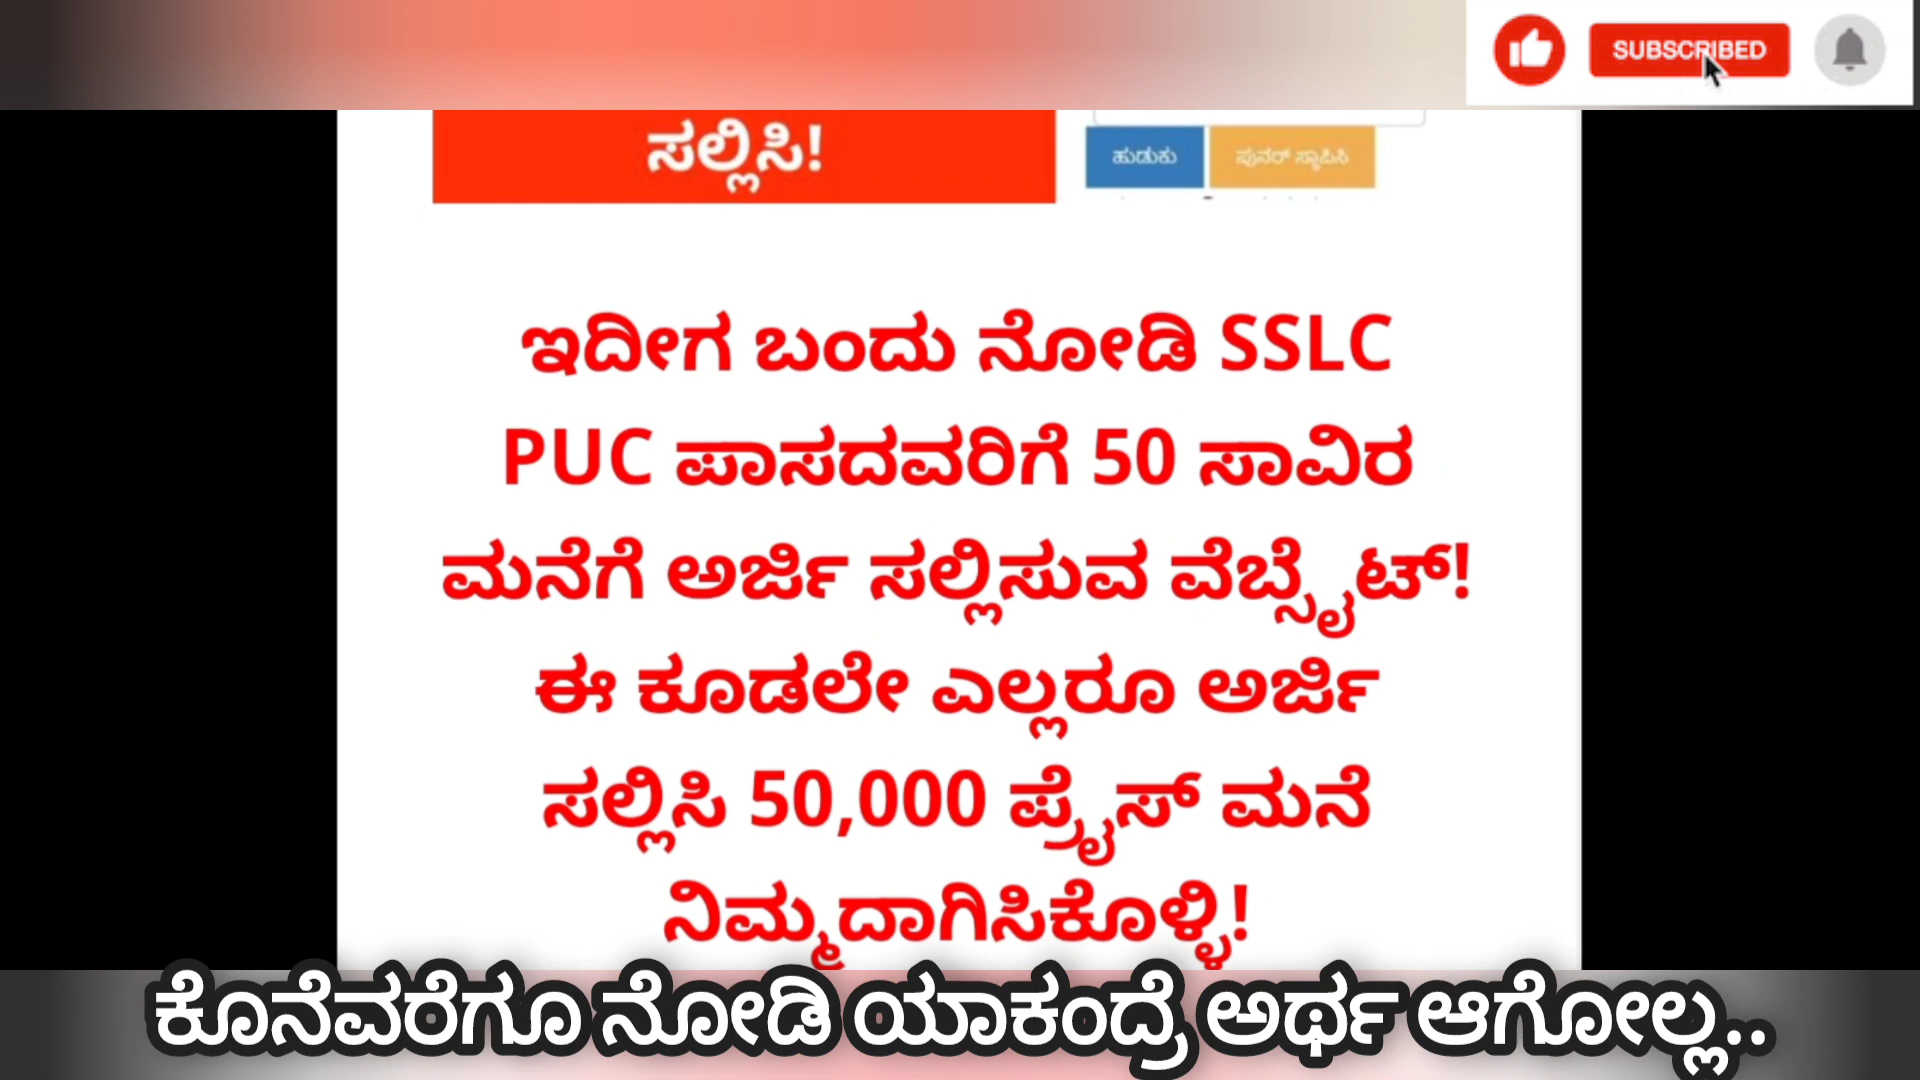 SUBSCRIBED
ಸಲ್ಲಿಸಿ!
ಹುಡುಕು
ಪುನರ್ ಸ್ಥಾಪಿಸಿ
ಇದೀಗ ಬಂದು ನೋಡಿ SSLC
PUC ಪಾಸದವರಿಗೆ 50 ಸಾವಿರ
ಮನೆಗೆ ಅರ್ಜಿ ಸಲ್ಲಿಸುವ ವೆಬ್ಸೈಟ್!
ಈ ಕೂಡಲೇ ಎಲ್ಲರೂ ಅರ್ಜಿ
ಸಲ್ಲಿಸಿ 50,000 ಪ್ರೈಸ್ ಮನೆ
ನಿಮ್ಮದಾಗಿಸಿಕೊಳ್ಳಿ!
ಕೊನೆವರೆಗೂ ನೋಡಿ ಯಾಕಂದ್ರೆ ಅರ್ಥ ಆಗೋಲ್ಲ..